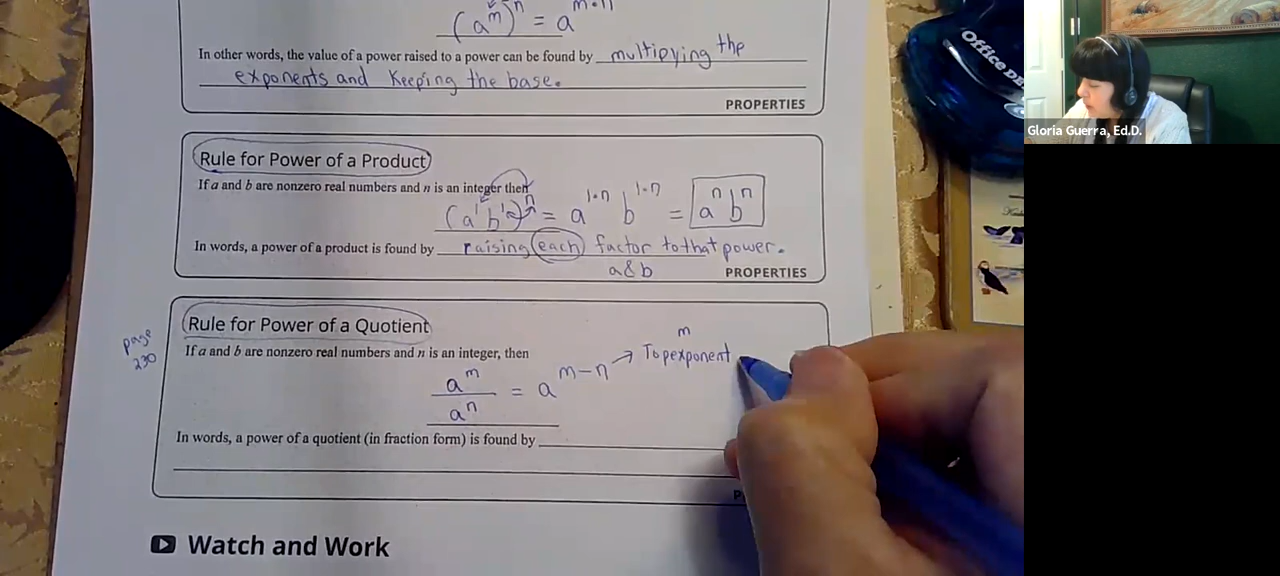 (a^m)^n = a^m·n
In other words, the value of a power raised to a power can be found by multiplying the
exponents and keeping the base.
PROPERTIES
Rule for Power of a Product
If a and b are nonzero real numbers and n is an integer then
(a^1 b^1)^n = a^1·n b^1·n = a^n b^n
In words, a power of a product is found by raising each factor to that power.
a & b
PROPERTIES
page
230
Rule for Power of a Quotient
If a and b are nonzero real numbers and n is an integer, then
m
a^m / a^n = a^m-n → Top exponent
In words, a power of a quotient (in fraction form) is found by
P
Watch and Work
Office DE
Gloria Guerra, Ed.D.